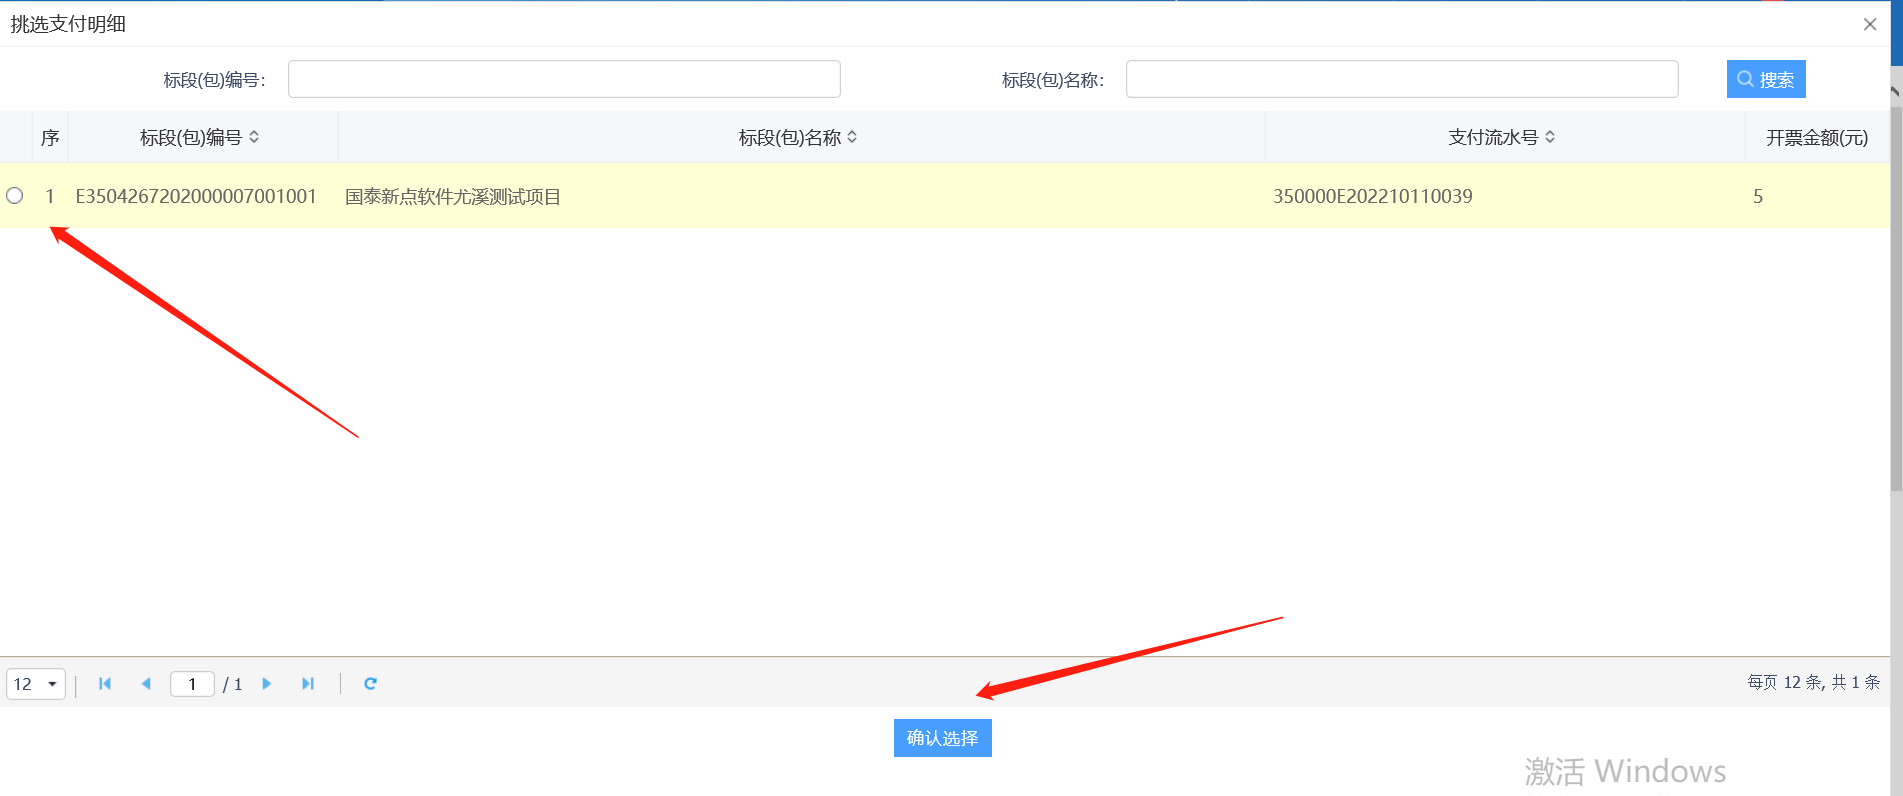 挑选支付明细
标段(包)编号: 标段(包)名称: 搜索
序 标段(包)编号 标段(包)名称 支付流水号 开票金额(元)
1 E3504267202000007001001 国泰新点软件尤溪测试项目 350000E202210110039 5
12 1 / 1 每页 12 条, 共 1 条
确认选择
激活 Windows